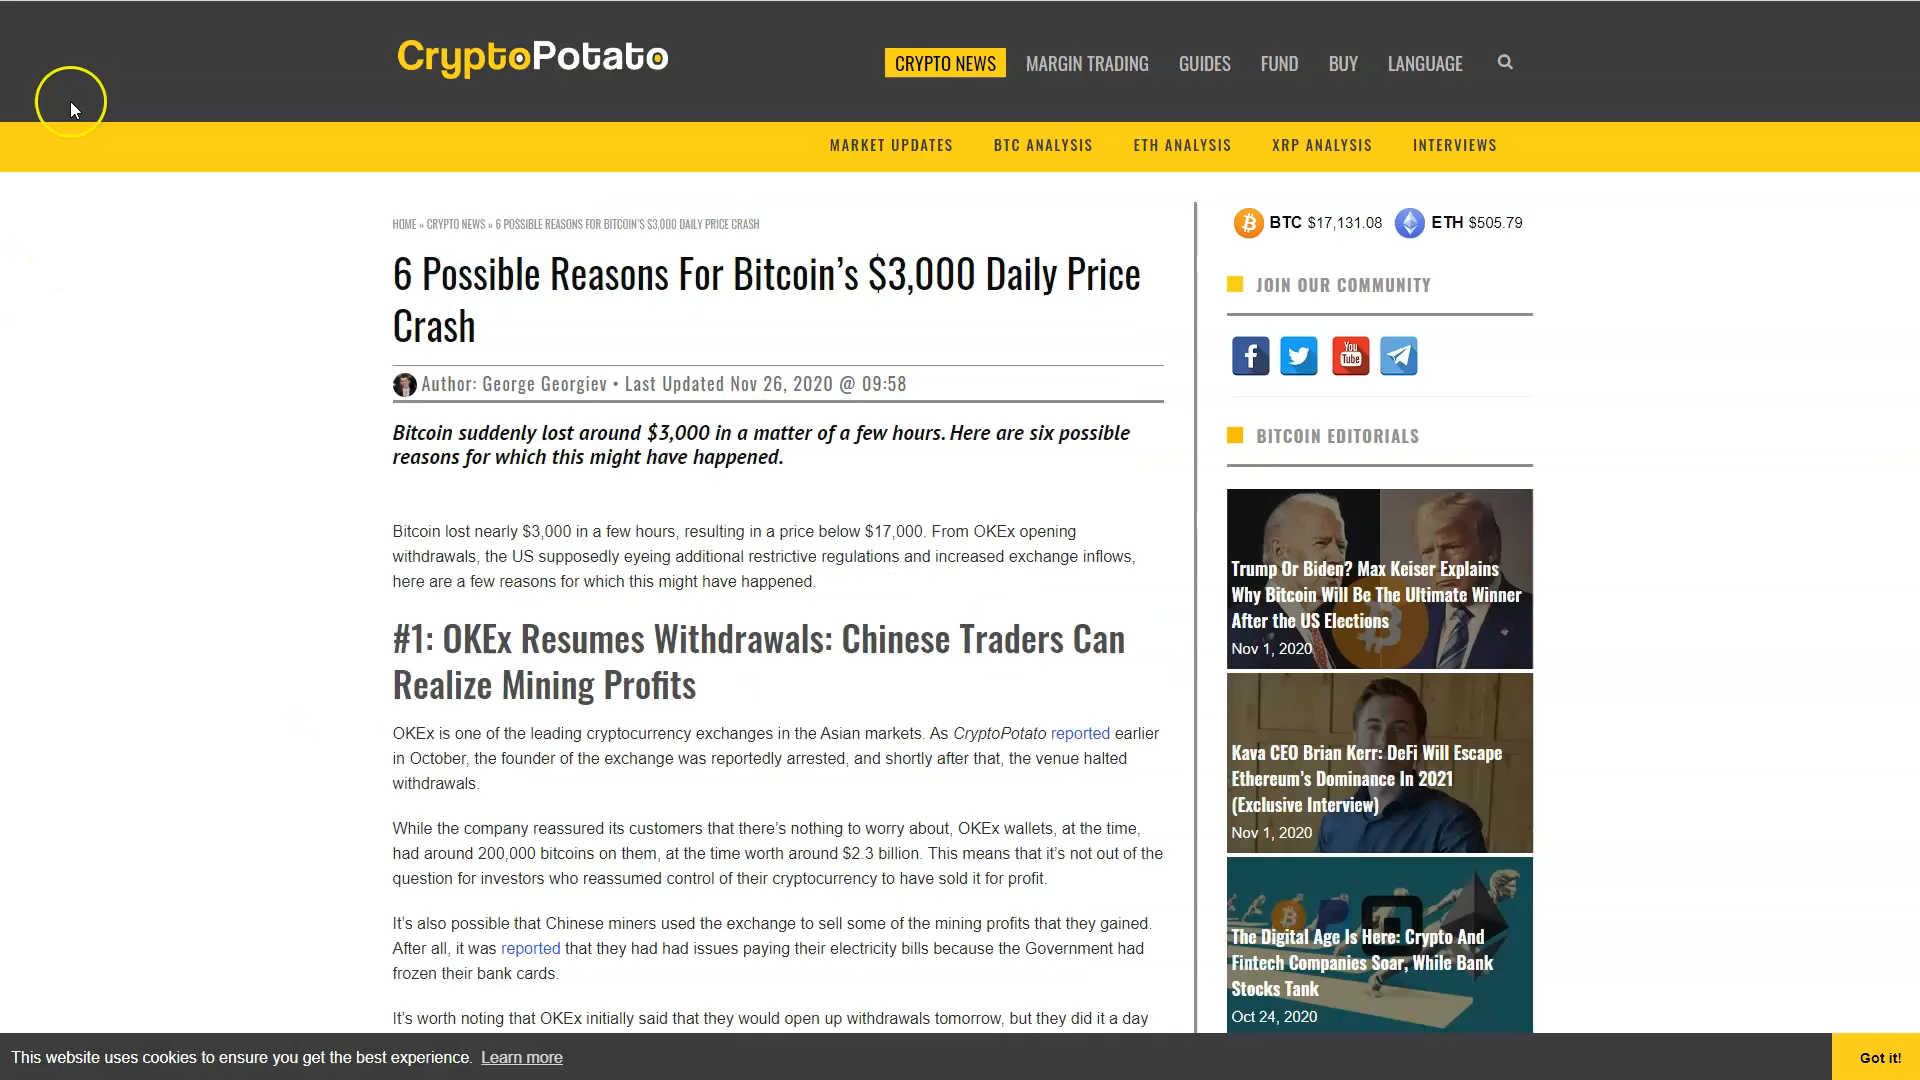 CryptoPotato
CRYPTO NEWS MARGIN TRADING GUIDES FUND BUY LANGUAGE
MARKET UPDATES BTC ANALYSIS ETH ANALYSIS XRP ANALYSIS INTERVIEWS
HOME » CRYPTO NEWS » 6 POSSIBLE REASONS FOR BITCOIN'S $3,000 DAILY PRICE CRASH
6 Possible Reasons For Bitcoin's $3,000 Daily Price
Crash
Author: George Georgiev • Last Updated Nov 26, 2020 @ 09:58
Bitcoin suddenly lost around $3,000 in a matter of a few hours. Here are six possible
reasons for which this might have happened.
Bitcoin lost nearly $3,000 in a few hours, resulting in a price below $17,000. From OKEx opening
withdrawals, the US supposedly eyeing additional restrictive regulations and increased exchange inflows,
here are a few reasons for which this might have happened.
#1: OKEx Resumes Withdrawals: Chinese Traders Can
Realize Mining Profits
OKEx is one of the leading cryptocurrency exchanges in the Asian markets. As CryptoPotato reported earlier
in October, the founder of the exchange was reportedly arrested, and shortly after that, the venue halted
withdrawals.
While the company reassured its customers that there's nothing to worry about, OKEx wallets, at the time,
had around 200,000 bitcoins on them, at the time worth around $2.3 billion. This means that it's not out of the
question for investors who reassumed control of their cryptocurrency to have sold it for profit.
It's also possible that Chinese miners used the exchange to sell some of the mining profits that they gained.
After all, it was reported that they had had issues paying their electricity bills because the Government had
frozen their bank cards.
It's worth noting that OKEx initially said that they would open up withdrawals tomorrow, but they did it a day
BTC $17,131.08 ETH $505.79
JOIN OUR COMMUNITY
You
Tube
BITCOIN EDITORIALS
Trump Or Biden? Max Keiser Explains
Why Bitcoin Will Be The Ultimate Winner
After the US Elections
Nov 1, 2020
Kava CEO Brian Kerr: DeFi Will Escape
Ethereum's Dominance In 2021
(Exclusive Interview)
Nov 1, 2020
The Digital Age Is Here: Crypto And
Fintech Companies Soar, While Bank
Stocks Tank
Oct 24, 2020
This website uses cookies to ensure you get the best experience. Learn more
Got it!